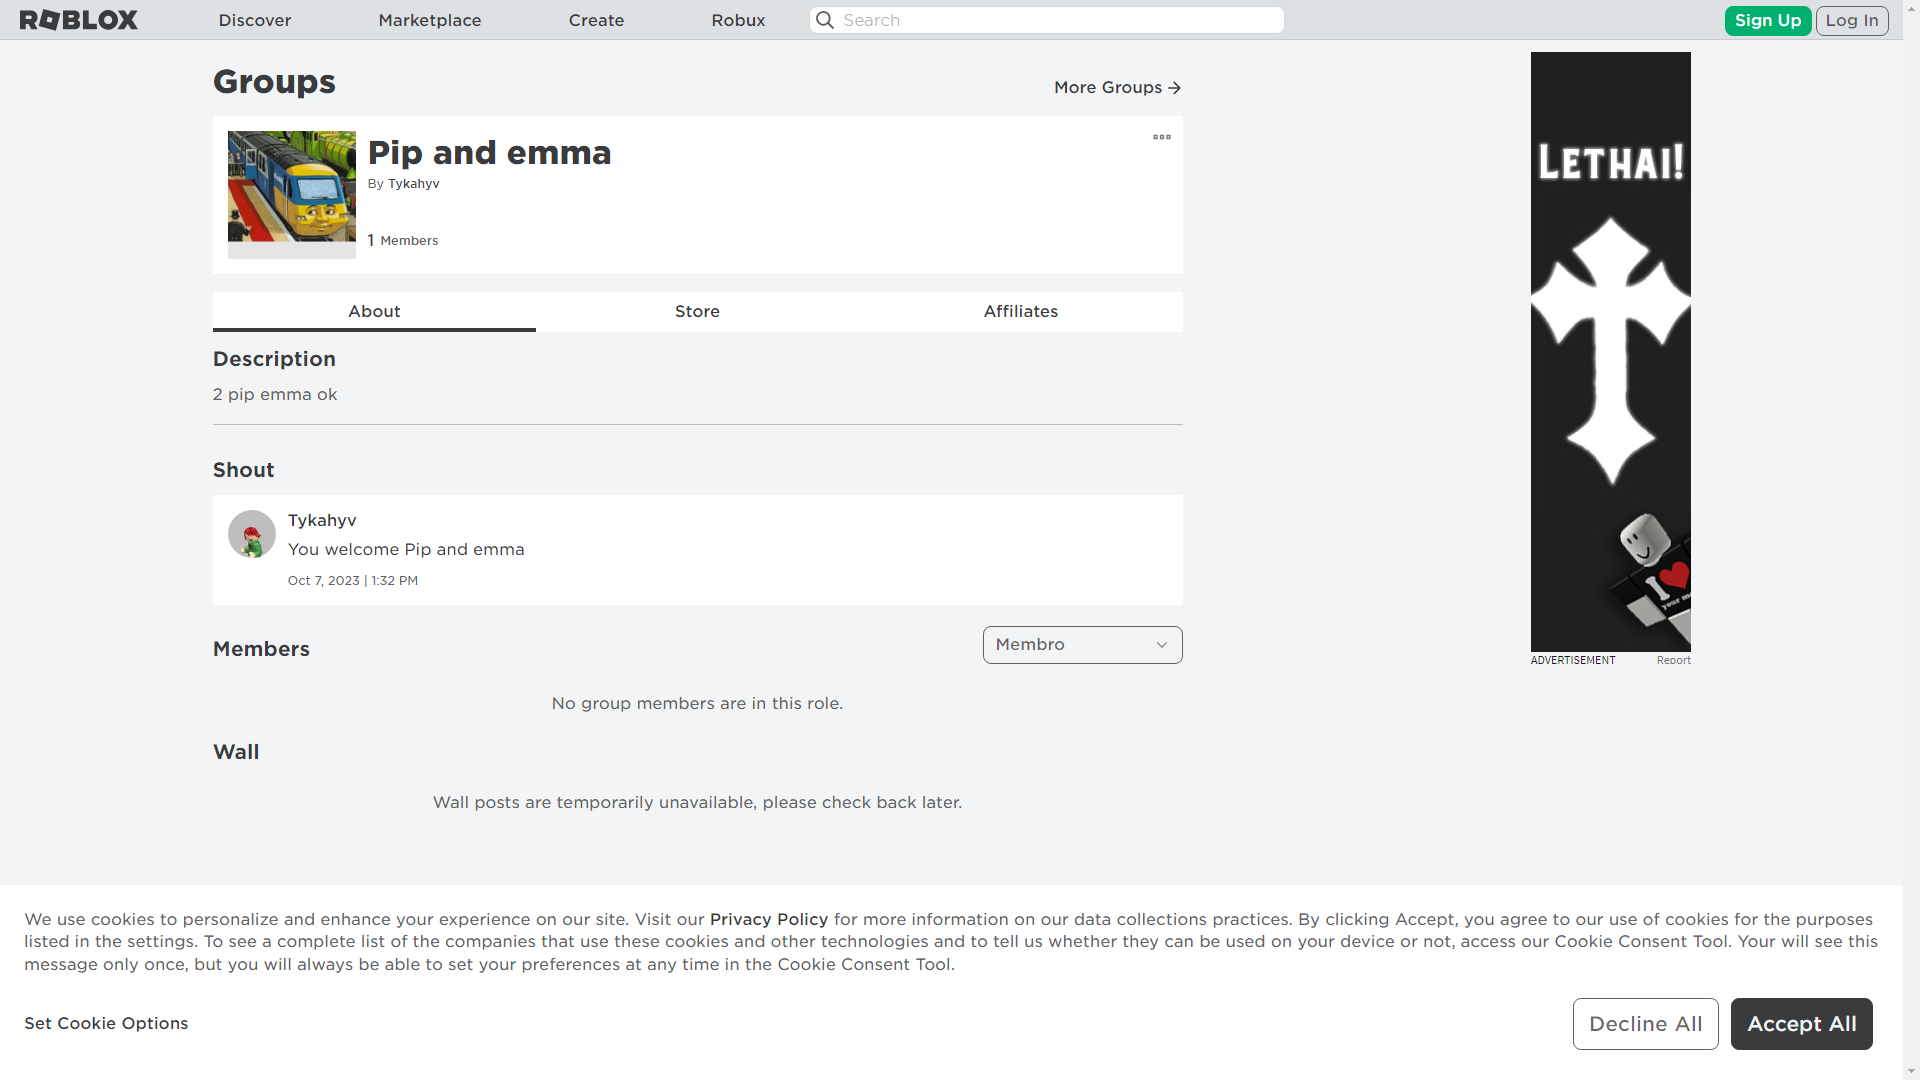 ROBLOX
Discover
Marketplace
Create
Robux
Search
Sign Up
Log In
Groups
More Groups
Pip and emma
By Tykahyv
1 Members
About
Store
Affiliates
Description
2 pip emma ok
Shout
Tykahyv
You welcome Pip and emma
Oct 7, 2023 | 1:32 PM
Members
Membro
No group members are in this role.
Wall
Wall posts are temporarily unavailable, please check back later.
LETHAI!
I
ADVERTISEMENT
Report
We use cookies to personalize and enhance your experience on our site. Visit our Privacy Policy for more information on our data collections practices. By clicking Accept, you agree to our use of cookies for the purposes
listed in the settings. To see a complete list of the companies that use these cookies and other technologies and to tell us whether they can be used on your device or not, access our Cookie Consent Tool. Your will see this
message only once, but you will always be able to set your preferences at any time in the Cookie Consent Tool.
Set Cookie Options
Decline All
Accept All